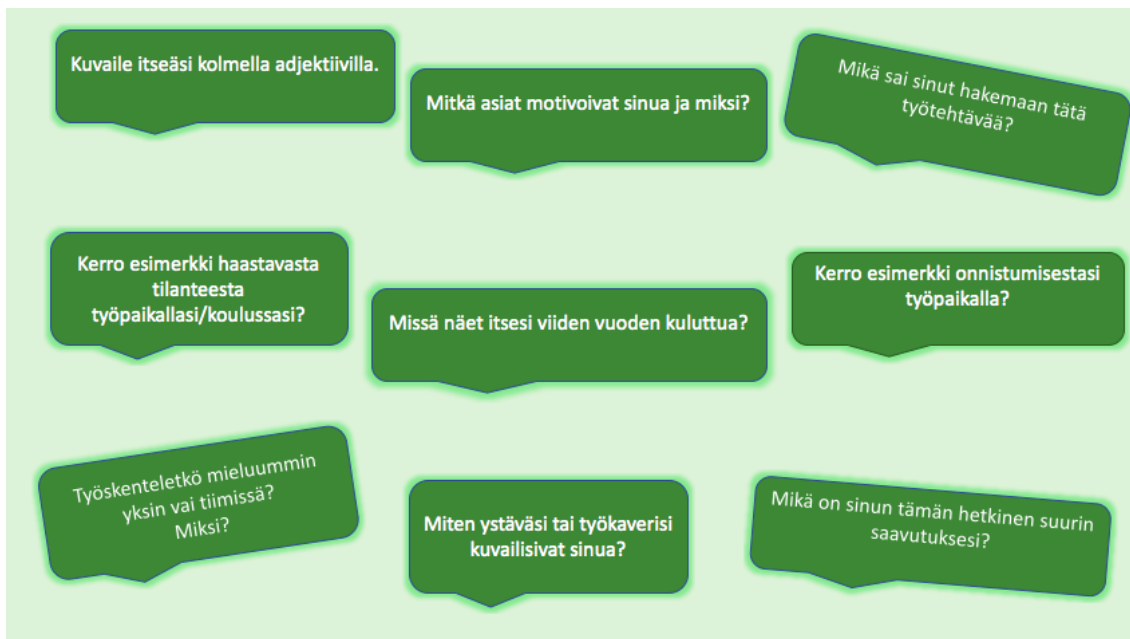 Kuvaile itseäsi kolmella adjektiivilla.
Mitkä asiat motivoivat sinua ja miksi?
Mikä sai sinut hakemaan tätä
työtehtävää?
Kerro esimerkki haastavasta
tilanteesta
työpaikallasi/koulussasi?
Missä näet itsesi viiden vuoden kuluttua?
Kerro esimerkki onnistumisestasi
työpaikalla?
Työskenteletkö mieluummin
yksin vai tiimissä?
Miksi?
Miten ystäväsi tai työkaverisi
kuvailisivat sinua?
Mikä on sinun tämän hetkinen suurin
saavutuksesi?